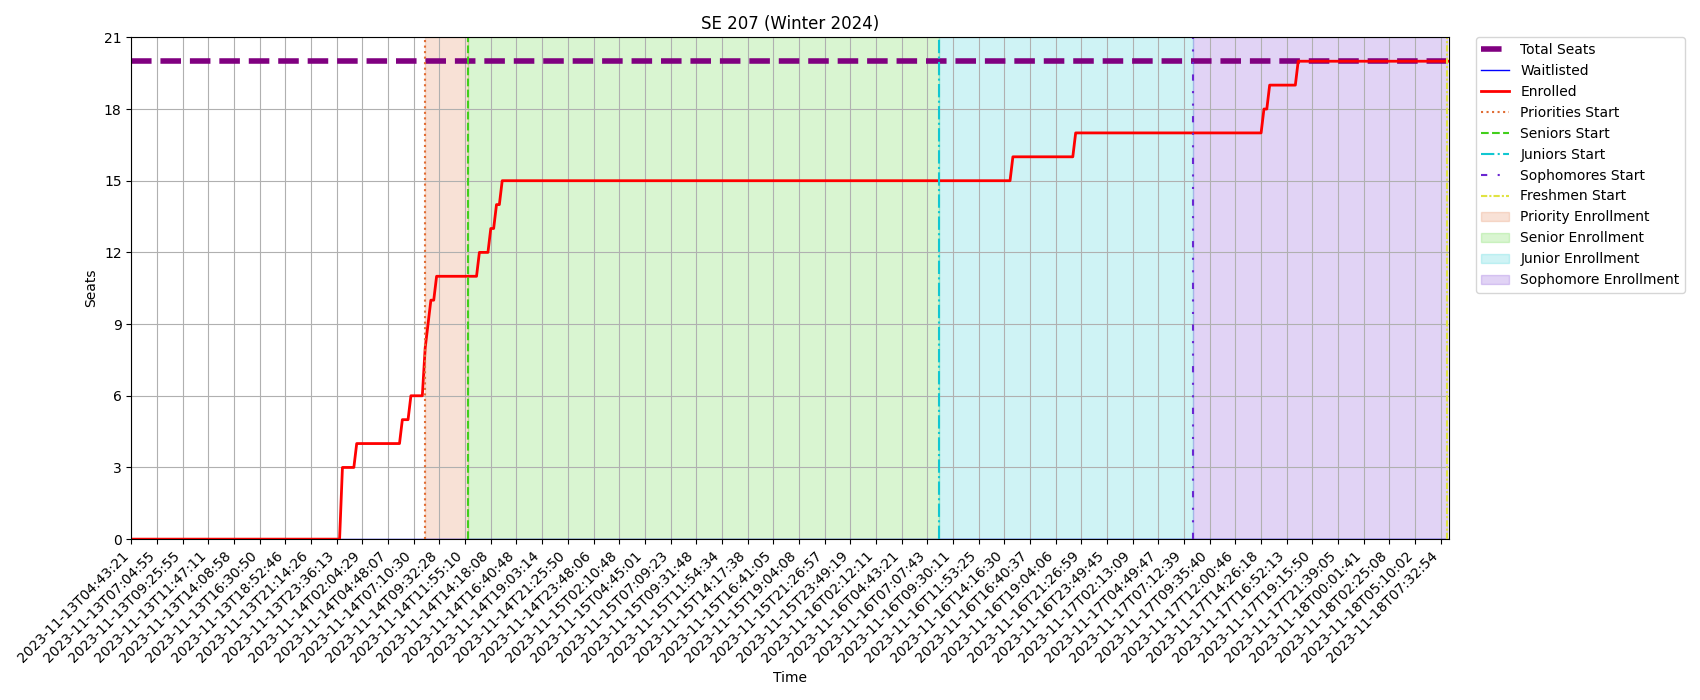 SE 207 (Winter 2024)
21
18
15
12
9
6
3
0
Seats
2023-11-13T04:43:21
2023-11-13T07:04:55
2023-11-13T09:25:55
2023-11-13T11:47:11
2023-11-13T14:08:58
2023-11-13T16:30:50
2023-11-13T18:52:46
2023-11-13T21:14:26
2023-11-13T23:36:13
2023-11-14T02:04:29
2023-11-14T04:48:07
2023-11-14T07:10:30
2023-11-14T09:32:28
2023-11-14T11:55:10
2023-11-14T14:18:08
2023-11-14T16:40:48
2023-11-14T19:03:14
2023-11-14T21:25:50
2023-11-14T23:48:06
2023-11-15T02:10:48
2023-11-15T04:45:01
2023-11-15T07:09:23
2023-11-15T09:31:48
2023-11-15T11:54:34
2023-11-15T14:17:38
2023-11-15T16:41:05
2023-11-15T19:04:08
2023-11-15T21:26:57
2023-11-15T23:49:19
2023-11-16T02:12:11
2023-11-16T04:43:21
2023-11-16T07:07:43
2023-11-16T09:30:11
2023-11-16T11:53:25
2023-11-16T14:16:30
2023-11-16T16:40:37
2023-11-16T19:04:06
2023-11-16T21:26:59
2023-11-16T23:49:45
2023-11-17T02:13:09
2023-11-17T04:49:47
2023-11-17T07:12:39
2023-11-17T09:35:40
2023-11-17T12:00:46
2023-11-17T14:26:18
2023-11-17T16:52:13
2023-11-17T19:15:50
2023-11-17T21:39:05
2023-11-18T00:01:41
2023-11-18T02:25:08
2023-11-18T05:10:02
2023-11-18T07:32:54
Time
Total Seats
Waitlisted
Enrolled
Priorities Start
Seniors Start
Juniors Start
Sophomores Start
Freshmen Start
Priority Enrollment
Senior Enrollment
Junior Enrollment
Sophomore Enrollment